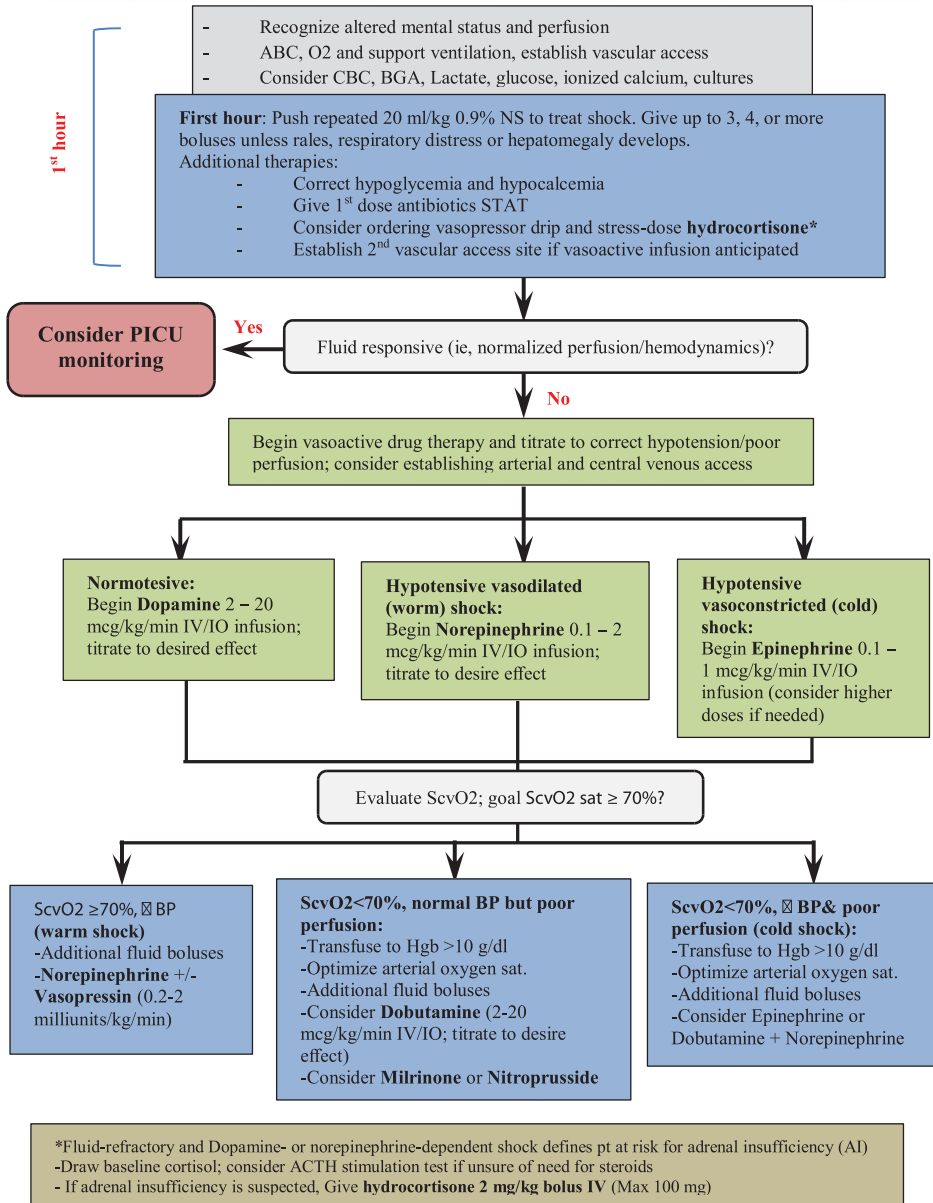 1st hour
- Recognize altered mental status and perfusion
- ABC, O2 and support ventilation, establish vascular access
- Consider CBC, BGA, Lactate, glucose, ionized calcium, cultures
First hour: Push repeated 20 ml/kg 0.9% NS to treat shock. Give up to 3, 4, or more
boluses unless rales, respiratory distress or hepatomegaly develops.
Additional therapies:
- Correct hypoglycemia and hypocalcemia
- Give 1st dose antibiotics STAT
- Consider ordering vasopressor drip and stress-dose hydrocortisone*
- Establish 2nd vascular access site if vasoactive infusion anticipated
Consider PICU
monitoring
Yes
Fluid responsive (ie, normalized perfusion/hemodynamics)?
No
Begin vasoactive drug therapy and titrate to correct hypotension/poor
perfusion; consider establishing arterial and central venous access
Normotesive:
Begin Dopamine 2 – 20
mcg/kg/min IV/IO infusion;
titrate to desired effect
Hypotensive vasodilated
(worm) shock:
Begin Norepinephrine 0.1 – 2
mcg/kg/min IV/IO infusion;
titrate to desire effect
Hypotensive
vasoconstricted (cold)
shock:
Begin Epinephrine 0.1 –
1 mcg/kg/min IV/IO
infusion (consider higher
doses if needed)
Evaluate ScvO2; goal ScvO2 sat ≥ 70%?
ScvO2 ≥70%, BP
(warm shock)
-Additional fluid boluses
-Norepinephrine +/-
Vasopressin (0.2-2
milliunits/kg/min)
ScvO2<70%, normal BP but poor
perfusion:
-Transfuse to Hgb >10 g/dl
-Optimize arterial oxygen sat.
-Additional fluid boluses
-Consider Dobutamine (2-20
mcg/kg/min IV/IO; titrate to desire
effect)
-Consider Milrinone or Nitroprusside
ScvO2<70%, BP& poor
perfusion (cold shock):
-Transfuse to Hgb >10 g/dl
-Optimize arterial oxygen sat.
-Additional fluid boluses
-Consider Epinephrine or
Dobutamine + Norepinephrine
*Fluid-refractory and Dopamine- or norepinephrine-dependent shock defines pt at risk for adrenal insufficiency (AI)
-Draw baseline cortisol; consider ACTH stimulation test if unsure of need for steroids
- If adrenal insufficiency is suspected, Give hydrocortisone 2 mg/kg bolus IV (Max 100 mg)